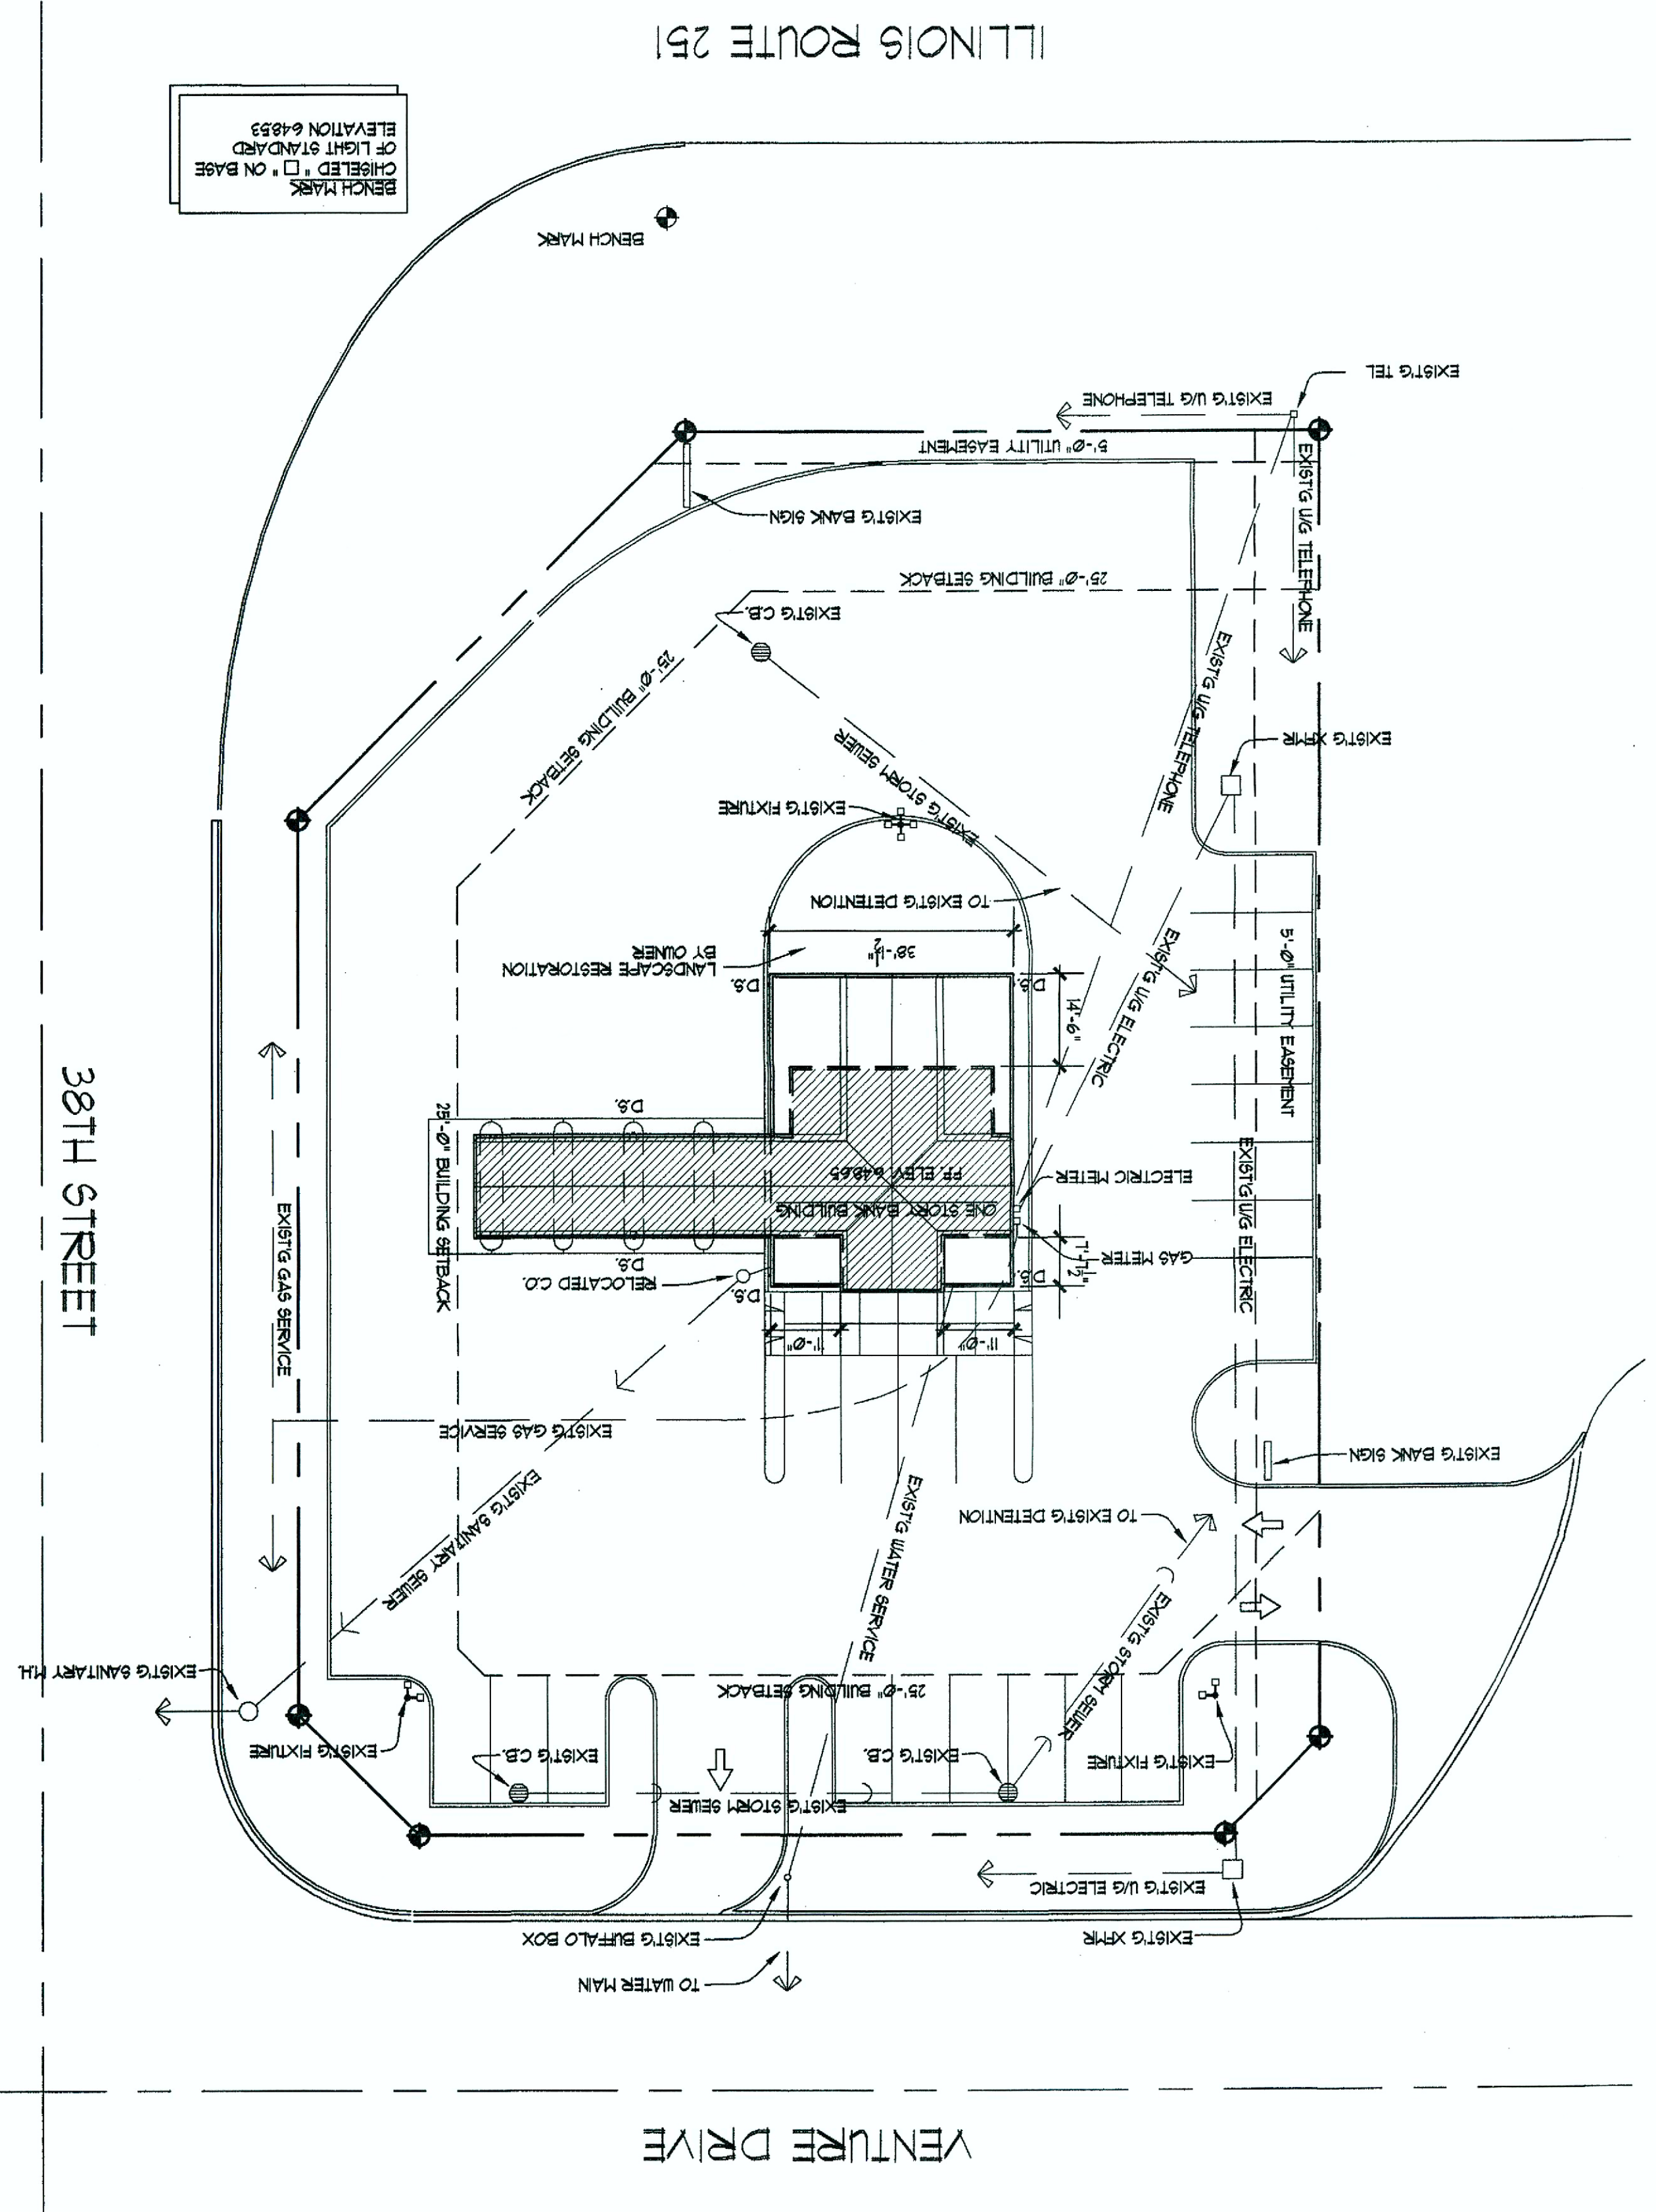 VENTURE DRIVE
TO WATER MAIN
EXIST'G BUFFALO BOX
EXIST'G XFMR
EXIST'G U/G ELECTRIC
EXIST'G STORM SEWER
EXIST'G C.B.
EXIST'G C.B.
EXIST'G FIXTURE
EXIST'G FIXTURE
EXIST'G SANITARY M.H.
25'-0" BUILDING SETBACK
EXIST'G STORM SEWER
EXIST'G WATER SERVICE
EXIST'G SANITARY SEWER
TO EXIST'G DETENTION
EXIST'G BANK SIGN
EXIST'G GAS SERVICE
11'-0"
11'-0"
D.S.
RELOCATED C.O.
D.S.
D.S.
7'-7½"
GAS METER
ELECTRIC METER
ONE STORY BANK BUILDING
FF. ELEV. 648.65
D.S.
EXIST'G GAS SERVICE
25'-0" BUILDING SETBACK
38TH STREET
EXIST'G U/G ELECTRIC
5'-0" UTILITY EASEMENT
EXIST'G U/G ELECTRIC
14'-6"
D.S.
D.S.
LANDSCAPE RESTORATION
BY OWNER
38'-1½"
TO EXIST'G DETENTION
EXIST'G FIXTURE
EXIST'G STORM SEWER
EXIST'G STORM SEWER
EXIST'G U/G TELEPHONE
EXIST'G XFMR
25'-0" BUILDING SETBACK
EXIST'G C.B.
25'-0" BUILDING SETBACK
EXIST'G U/G TELEPHONE
EXIST'G BANK SIGN
5'-0" UTILITY EASEMENT
EXIST'G U/G TELEPHONE
EXIST'G TEL
BENCH MARK
BENCH MARK
CHISELED "□" ON BASE
OF LIGHT STANDARD
ELEVATION 648.53
ILLINOIS ROUTE 251